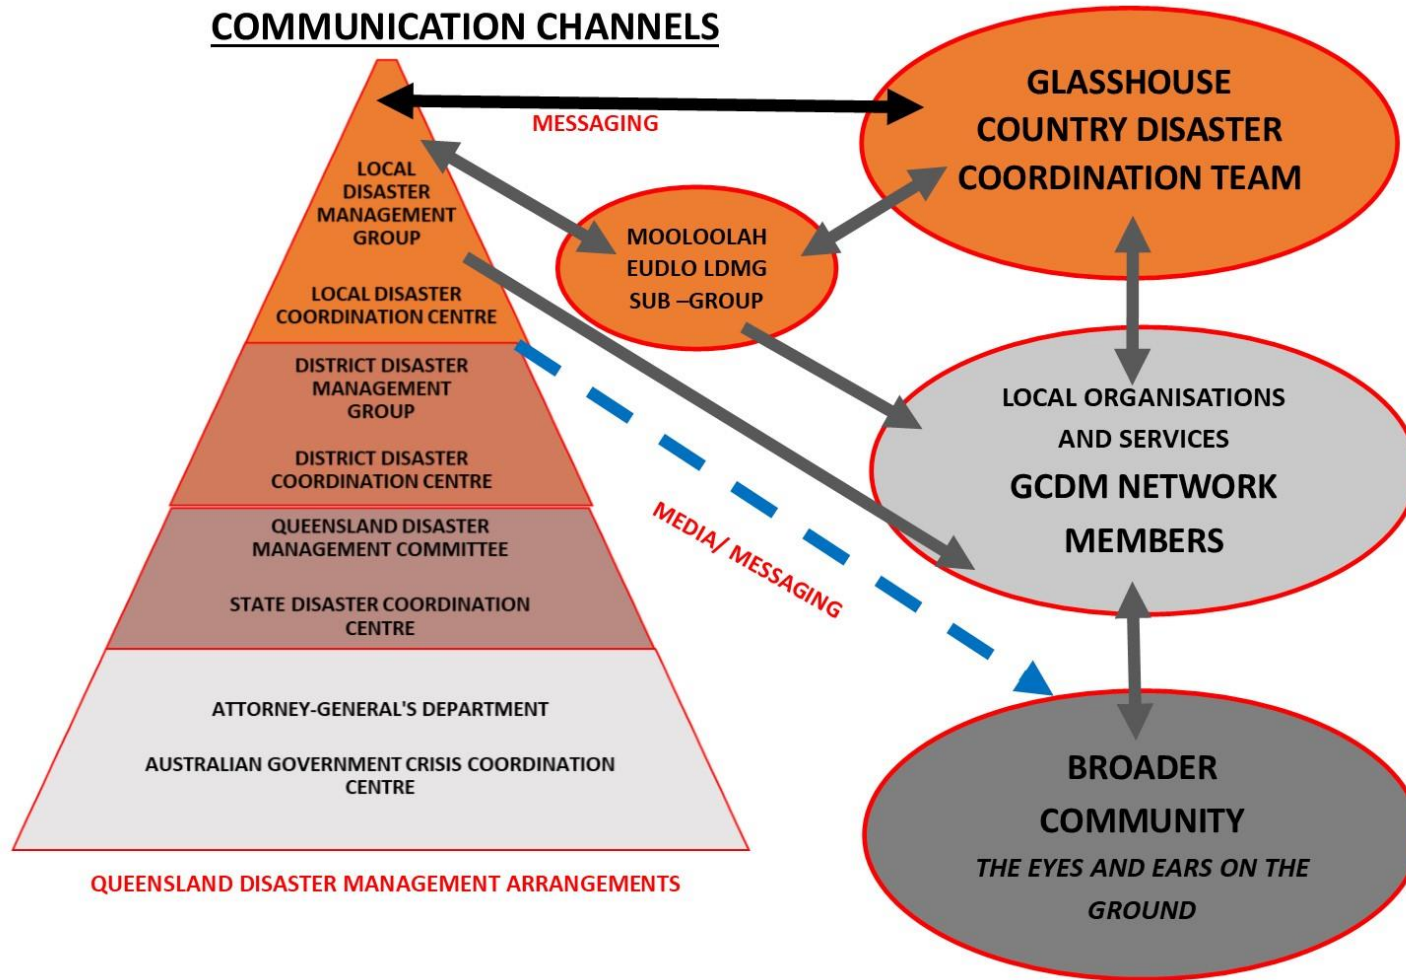 COMMUNICATION CHANNELS
MESSAGING
LOCAL
DISASTER
MANAGEMENT
GROUP
LOCAL DISASTER
COORDINATION CENTRE
DISTRICT DISASTER
MANAGEMENT
GROUP
DISTRICT DISASTER
COORDINATION CENTRE
QUEENSLAND DISASTER
MANAGEMENT COMMITTEE
STATE DISASTER COORDINATION
CENTRE
ATTORNEY-GENERAL'S DEPARTMENT
AUSTRALIAN GOVERNMENT CRISIS COORDINATION
CENTRE
QUEENSLAND DISASTER MANAGEMENT ARRANGEMENTS
MOOLOOLAH
EUDLO LDMG
SUB –GROUP
MEDIA/ MESSAGING
GLASSHOUSE
COUNTRY DISASTER
COORDINATION TEAM
LOCAL ORGANISATIONS
AND SERVICES
GCDM NETWORK
MEMBERS
BROADER
COMMUNITY
THE EYES AND EARS ON THE
GROUND